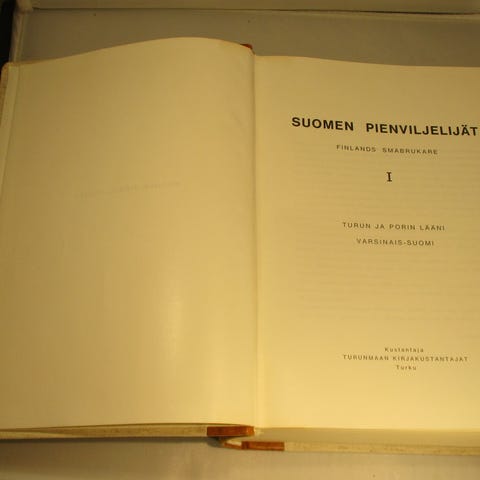 SUOMEN PIENVILJELIJÄT
FINLANDS SMABRUKARE
I
TURUN JA PORIN LÄÄNI
VARSINAIS-SUOMI
Kustantaja
TURUNMAAN KIRJAKUSTANTAJAT
Turku